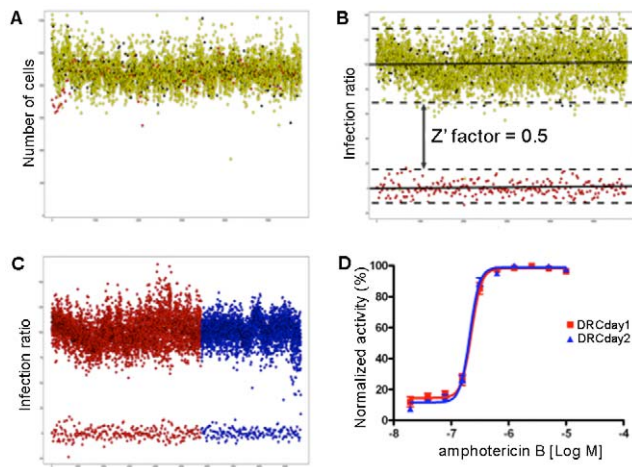 A
Number of cells
B
Infection ratio
Z' factor = 0.5
C
Infection ratio
D
Normalized activity (%)
100
80
60
40
20
0
DRCday1
DRCday2
-8 -7 -6 -5 -4
amphotericin B [Log M]